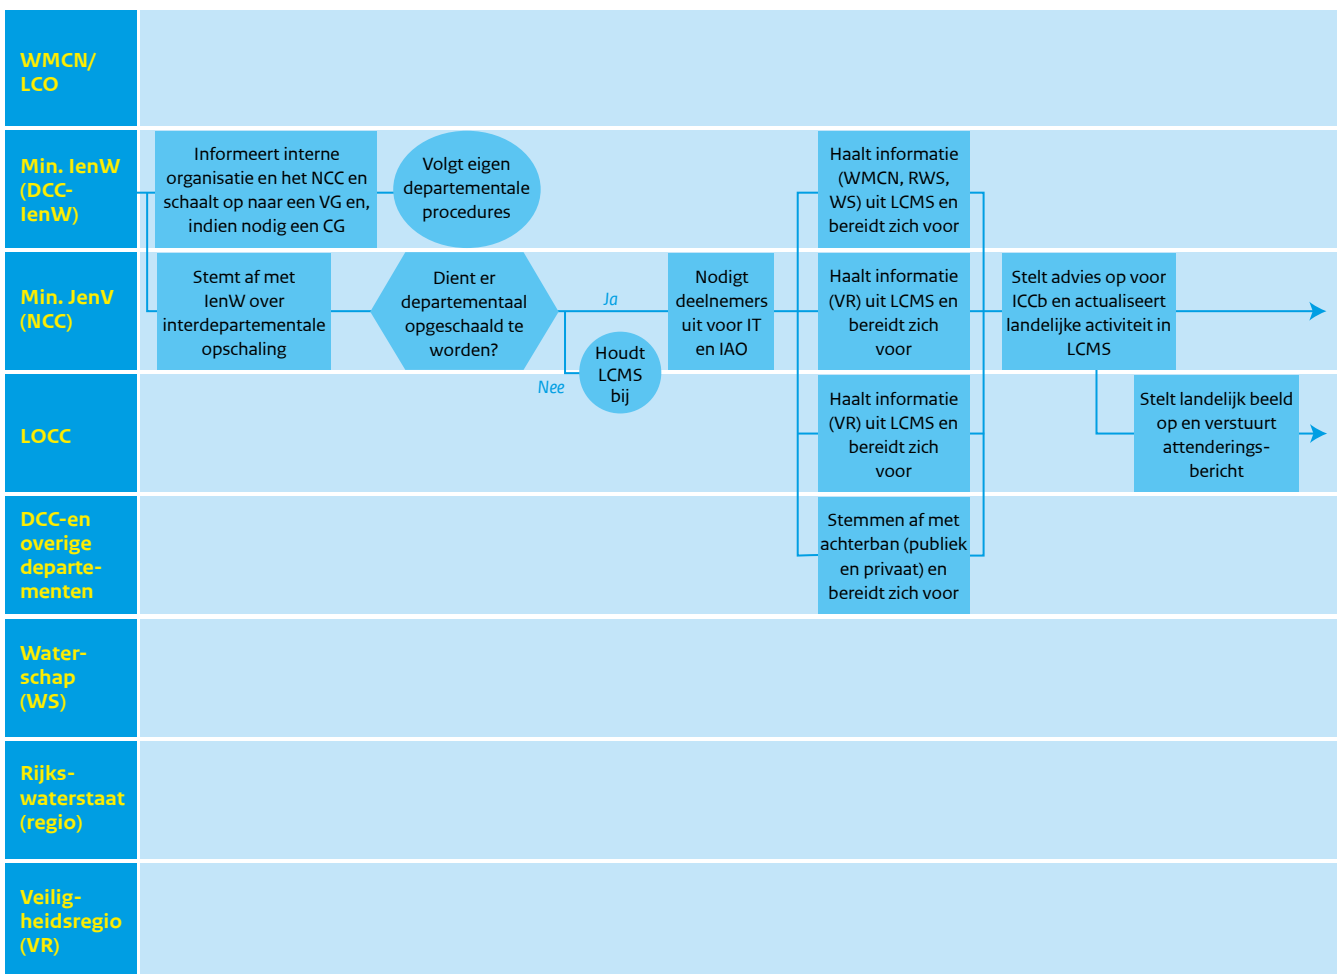 WMCN/
LCO
Min. IenW
(DCC-
IenW)
Informeert interne
organisatie en het NCC en
schaalt op naar een VG en,
indien nodig een CG
Volgt eigen
departementale
procedures
Haalt informatie
(WMCN, RWS,
WS) uit LCMS en
bereidt zich voor
Min. JenV
(NCC)
Stemt af met
IenW over
interdepartementale
opschaling
Dient er
departementaal
opgeschaald te
worden?
Ja
Nee
Houdt
LCMS
bij
Nodigt
deelnemers
uit voor IT
en IAO
Haalt informatie
(VR) uit LCMS en
bereidt zich
voor
Stelt advies op voor
ICCb en actualiseert
landelijke activiteit in
LCMS
LOCC
Haalt informatie
(VR) uit LCMS en
bereidt zich
voor
Stelt landelijk beeld
op en verstuurt
attenderings-
bericht
DCC-en
overige
departe-
menten
Stemmen af met
achterban (publiek
en privaat) en
bereidt zich voor
Water-
schap
(WS)
Rijks-
waterstaat
(regio)
Veilig-
heidsregio
(VR)